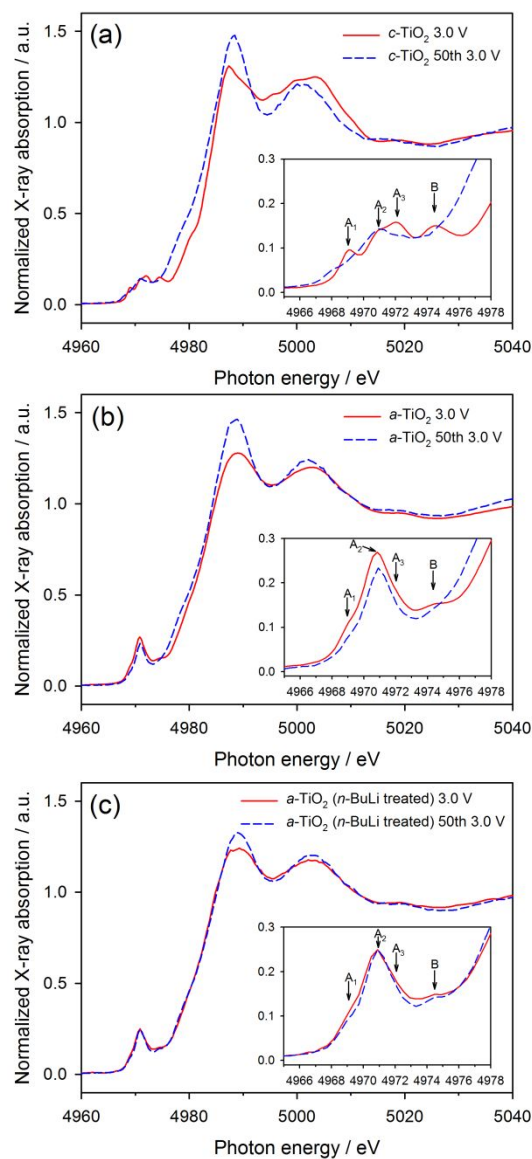 (a)
c-TiO2 3.0 V
c-TiO2 50th 3.0 V
Normalized X-ray absorption / a.u.
1.5
1.0
0.5
0.0
0.3
0.2
0.1
0.0
A1
A2
A3
B
4966 4968 4970 4972 4974 4976 4978
4960 4980 5000 5020 5040
Photon energy / eV
(b)
a-TiO2 3.0 V
a-TiO2 50th 3.0 V
Normalized X-ray absorption / a.u.
1.5
1.0
0.5
0.0
0.3
0.2
0.1
0.0
A1
A2
A3
B
4966 4968 4970 4972 4974 4976 4978
4960 4980 5000 5020 5040
Photon energy / eV
(c)
a-TiO2 (n-BuLi treated) 3.0 V
a-TiO2 (n-BuLi treated) 50th 3.0 V
Normalized X-ray absorption / a.u.
1.5
1.0
0.5
0.0
0.3
0.2
0.1
0.0
A1
A2
A3
B
4966 4968 4970 4972 4974 4976 4978
4960 4980 5000 5020 5040
Photon energy / eV